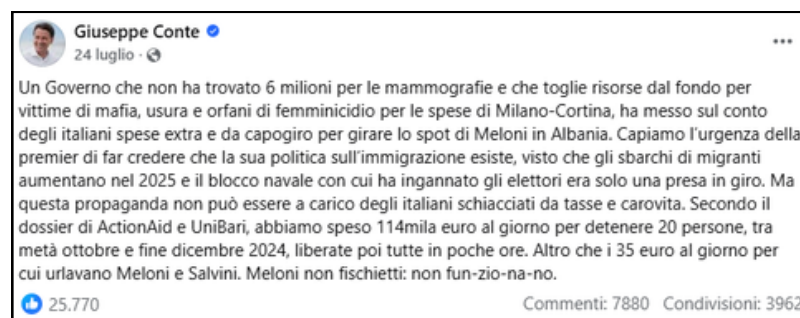 Giuseppe Conte
24 luglio ·
Un Governo che non ha trovato 6 milioni per le mammografie e che toglie risorse dal fondo per
vittime di mafia, usura e orfani di femminicidio per le spese di Milano-Cortina, ha messo sul conto
degli italiani spese extra e da capogiro per girare lo spot di Meloni in Albania. Capiamo l'urgenza della
premier di far credere che la sua politica sull'immigrazione esiste, visto che gli sbarchi di migranti
aumentano nel 2025 e il blocco navale con cui ha ingannato gli elettori era solo una presa in giro. Ma
questa propaganda non può essere a carico degli italiani schiacciati da tasse e carovita. Secondo il
dossier di ActionAid e UniBari, abbiamo speso 114mila euro al giorno per detenere 20 persone, tra
metà ottobre e fine dicembre 2024, liberate poi tutte in poche ore. Altro che i 35 euro al giorno per
cui urlavano Meloni e Salvini. Meloni non fischietti: non fun-zio-na-no.
25.770 Commenti: 7880 Condivisioni: 3962